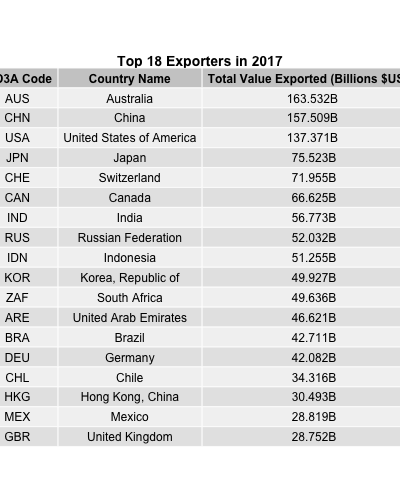 Top 18 Exporters in 2017
O3A Code Country Name Total Value Exported (Billions $US
AUS Australia 163.532B
CHN China 157.509B
USA United States of America 137.371B
JPN Japan 75.523B
CHE Switzerland 71.955B
CAN Canada 66.625B
IND India 56.773B
RUS Russian Federation 52.032B
IDN Indonesia 51.255B
KOR Korea, Republic of 49.927B
ZAF South Africa 49.636B
ARE United Arab Emirates 46.621B
BRA Brazil 42.711B
DEU Germany 42.082B
CHL Chile 34.316B
HKG Hong Kong, China 30.493B
MEX Mexico 28.819B
GBR United Kingdom 28.752B